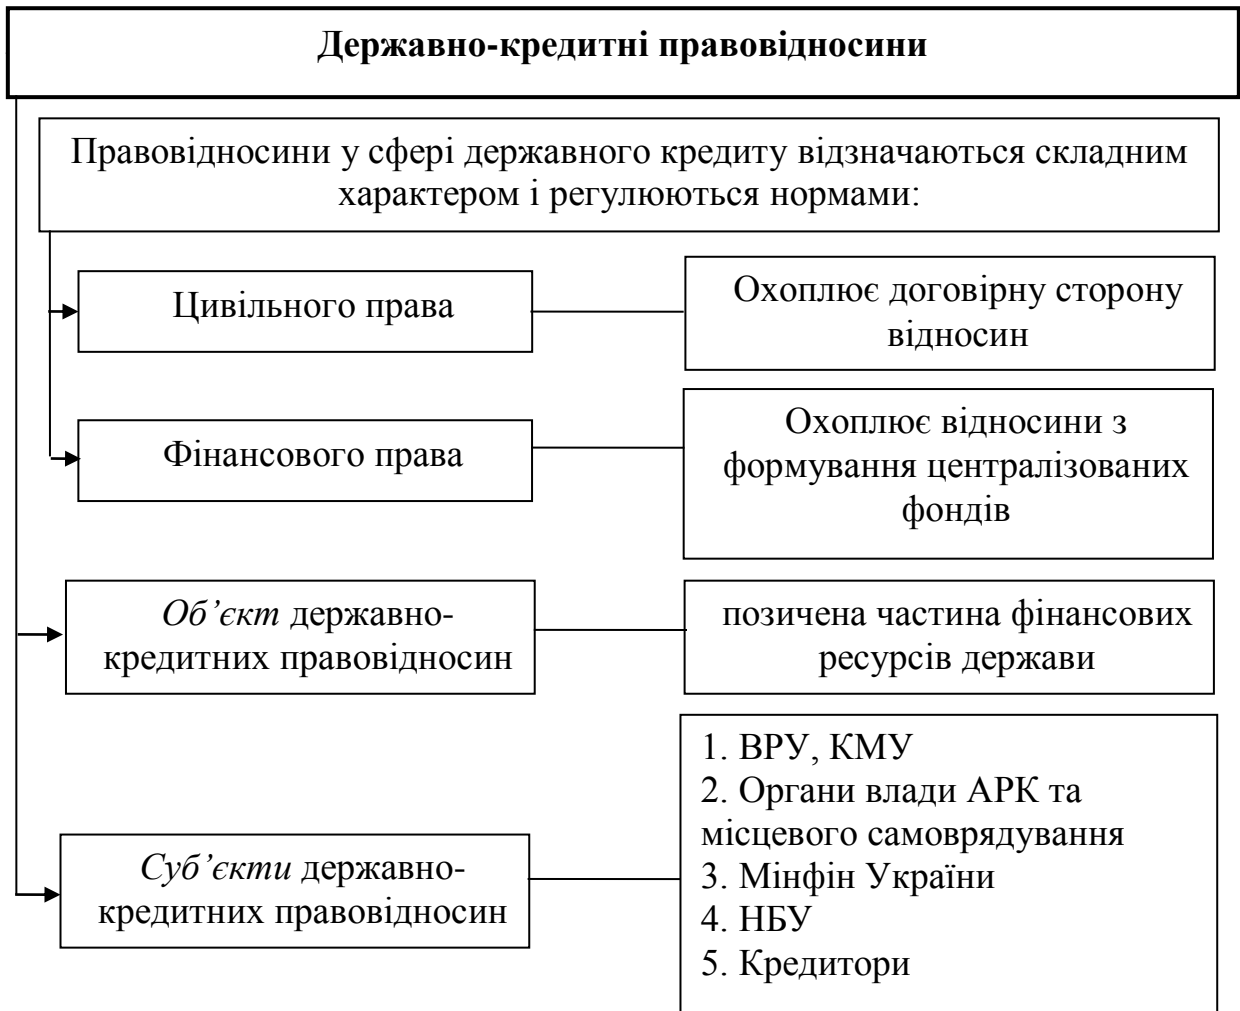 Державно-кредитні правовідносини
Правовідносини у сфері державного кредиту відзначаються складним
характером і регулюються нормами:
Цивільного права
Охоплює договірну сторону
відносин
Фінансового права
Охоплює відносини з
формування централізованих
фондів
Об’єкт державно-
кредитних правовідносин
позичена частина фінансових
ресурсів держави
Суб’єкти державно-
кредитних правовідносин
1. ВРУ, КМУ
2. Органи влади АРК та
місцевого самоврядування
3. Мінфін України
4. НБУ
5. Кредитори